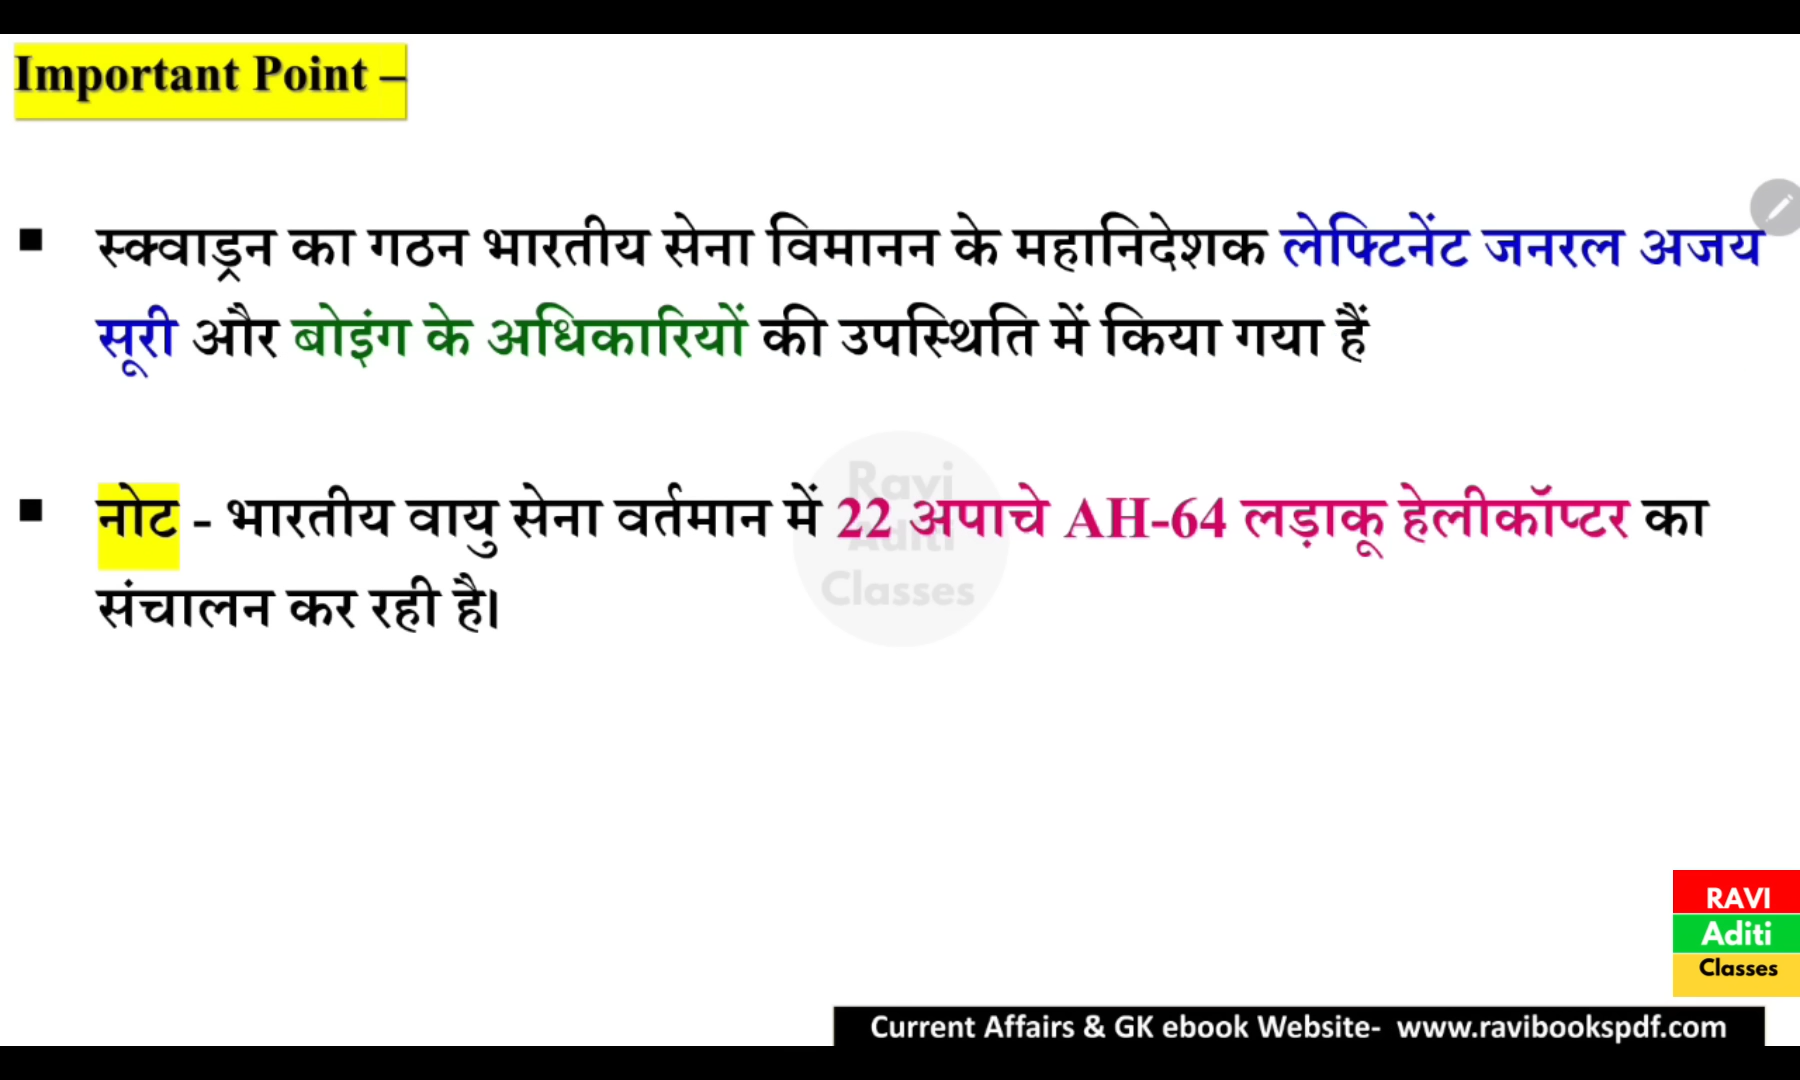 Important Point –
▪ स्क्वाड्रन का गठन भारतीय सेना विमानन के महानिदेशक लेफ्टिनेंट जनरल अजय
सूरी और बोइंग के अधिकारियों की उपस्थिति में किया गया हैं
▪ नोट - भारतीय वायु सेना वर्तमान में 22 अपाचे AH-64 लड़ाकू हेलीकॉप्टर का
संचालन कर रही है।
Ravi
Aditi
Classes
RAVI
Aditi
Classes
Current Affairs & GK ebook Website- www.ravibookspdf.com